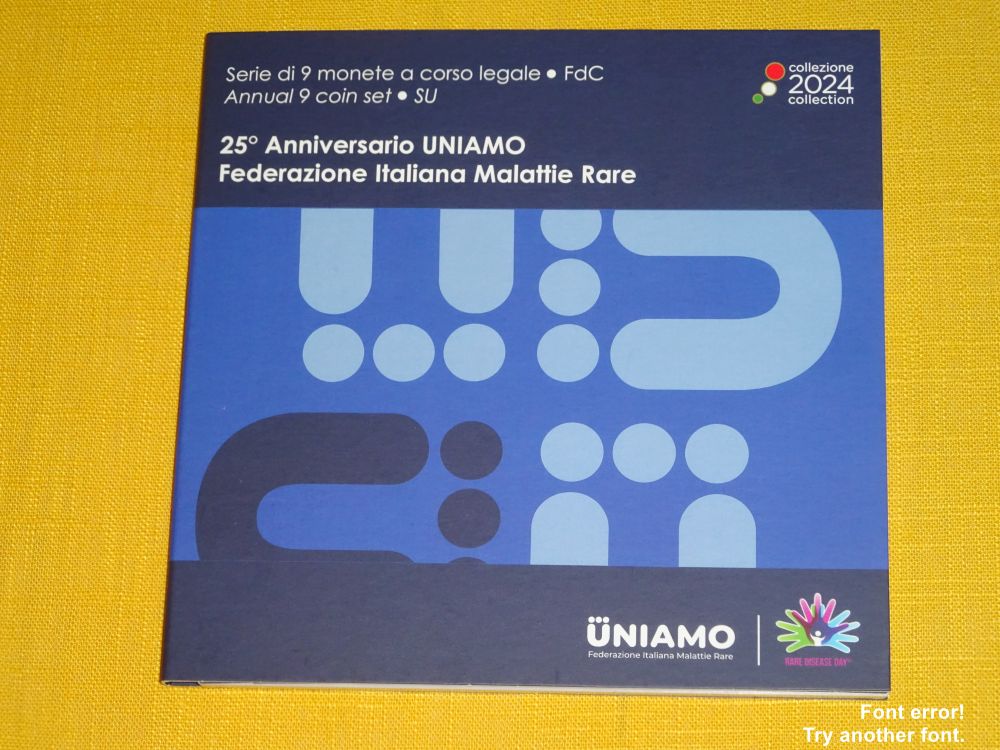 Serie di 9 monete a corso legale • FdC
Annual 9 coin set • SU
collezione
2024
collection
25° Anniversario UNIAMO
Federazione Italiana Malattie Rare
ÜNIAMO
Federazione Italiana Malattie Rare
RARE DISEASE DAY
Font error!
Try another font.